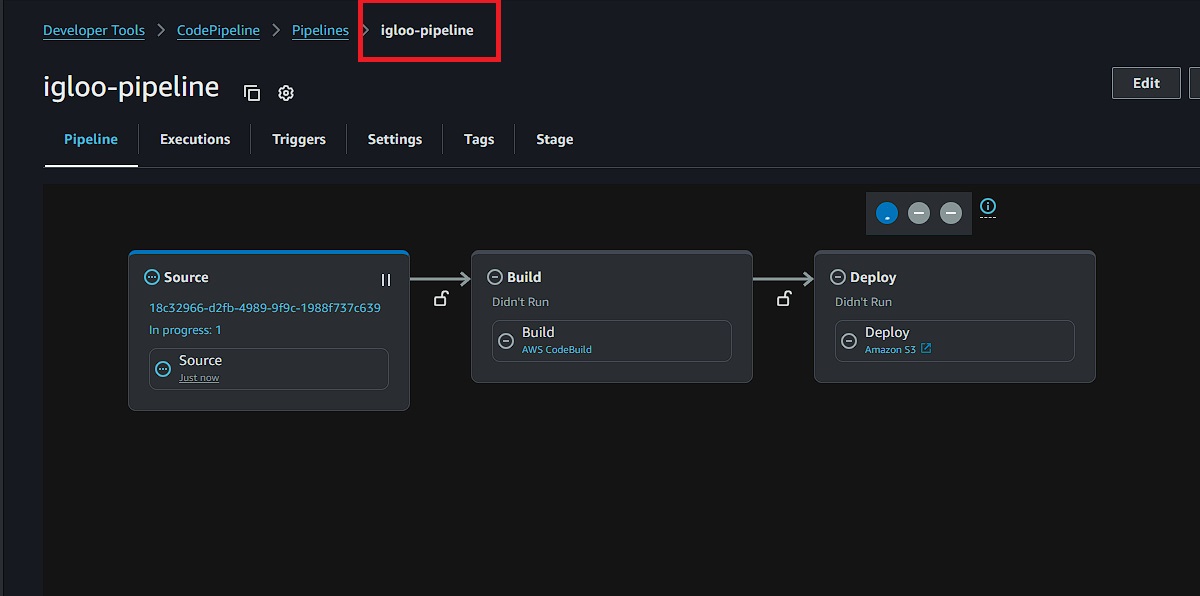 Developer Tools > CodePipeline > Pipelines > igloo-pipeline
igloo-pipeline
Edit
Pipeline Executions Triggers Settings Tags Stage
Source
18c32966-d2fb-4989-9f9c-1988f737c639
In progress: 1
Source
Just now
Build
Didn't Run
Build
AWS CodeBuild
Deploy
Didn't Run
Deploy
Amazon S3